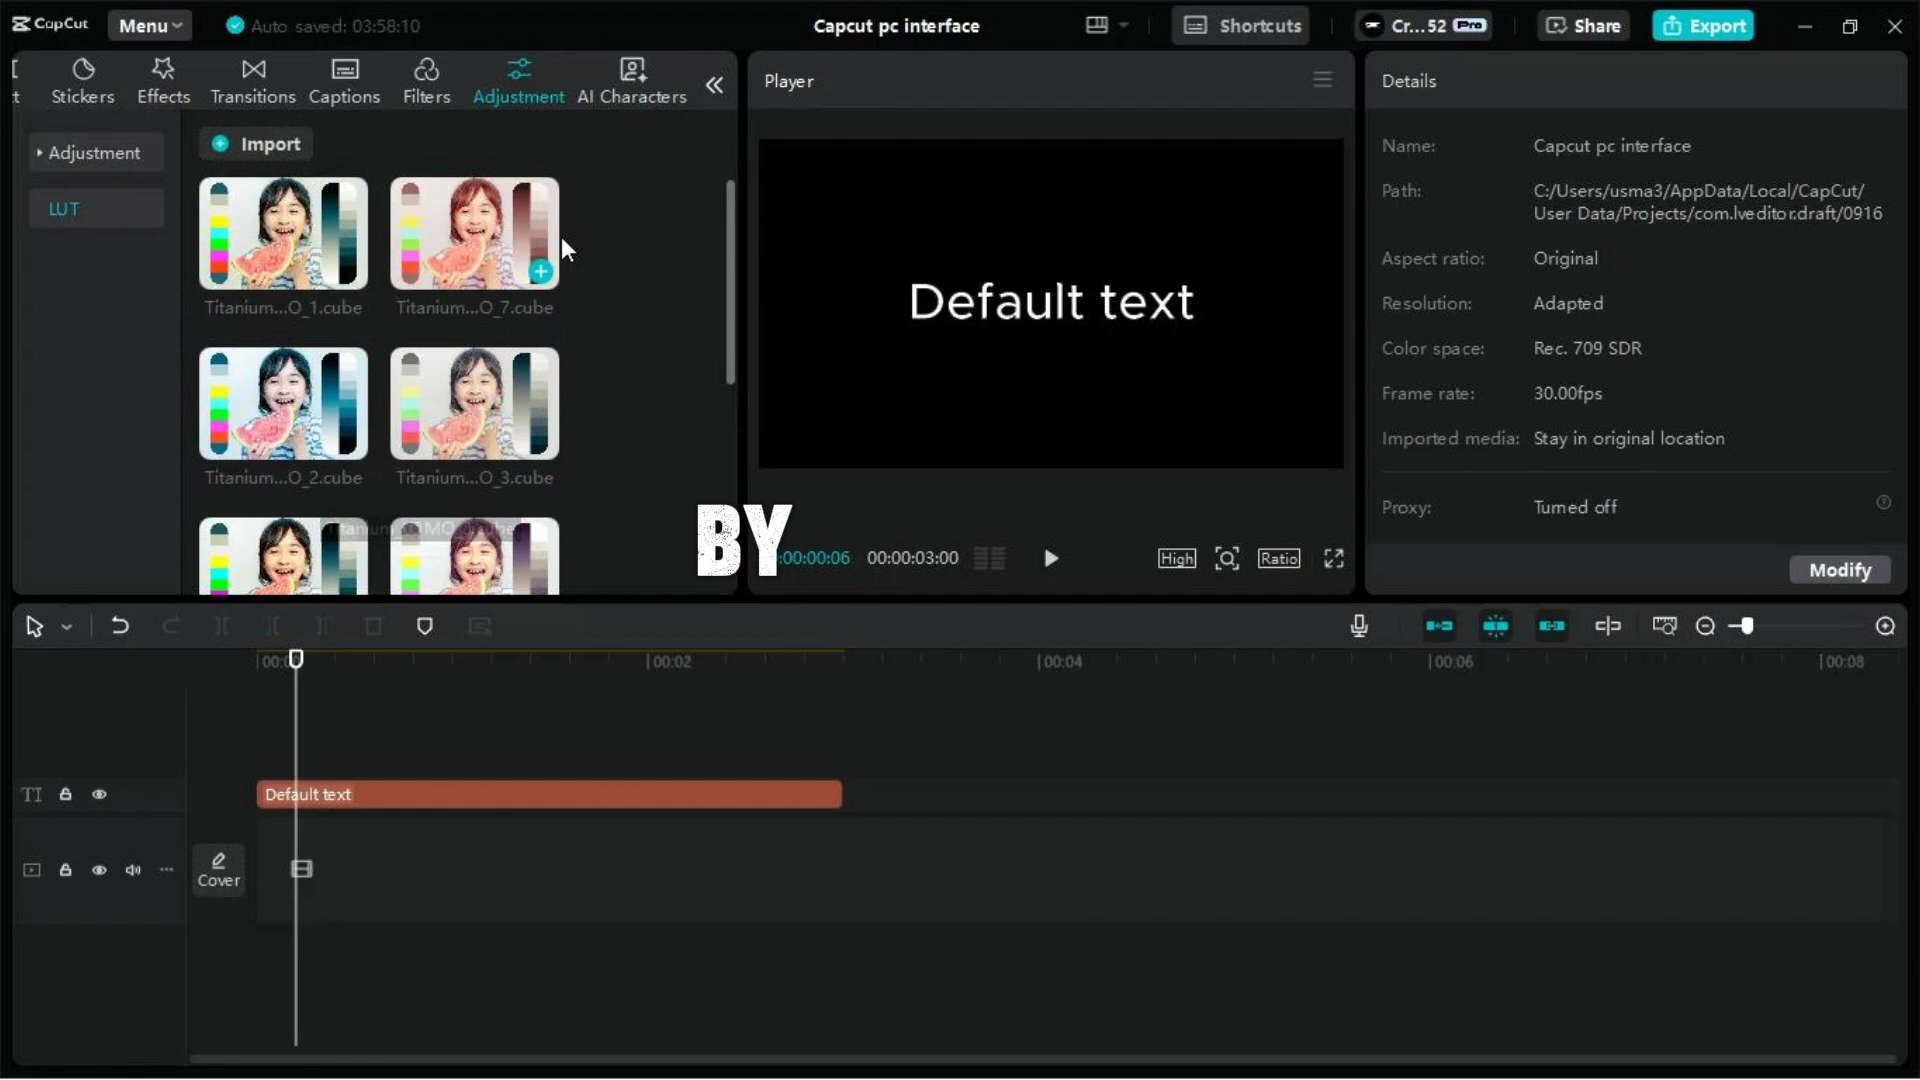 CapCut
Menu
Auto saved: 03:58:10
Capcut pc interface
Shortcuts
Cr...52 Pro
Share
Export
t
Stickers
Effects
Transitions
Captions
Filters
Adjustment
AI Characters
Adjustment
LUT
Import
Titanium...O_1.cube
Titanium...O_7.cube
Titanium...O_2.cube
Titanium...O_3.cube
Player
Default text
BY
:00:00:06
00:00:03:00
High
Ratio
Details
Name: Capcut pc interface
Path: C:/Users/usma3/AppData/Local/CapCut/
User Data/Projects/com.lveditor.draft/0916
Aspect ratio: Original
Resolution: Adapted
Color space: Rec. 709 SDR
Frame rate: 30.00fps
Imported media: Stay in original location
Proxy: Turned off
Modify
00:02
00:04
00:06
00:08
TI
Default text
Cover